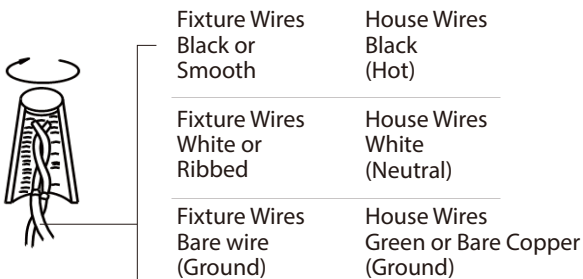 Fixture Wires
Black or
Smooth
House Wires
Black
(Hot)
Fixture Wires
White or
Ribbed
House Wires
White
(Neutral)
Fixture Wires
Bare wire
(Ground)
House Wires
Green or Bare Copper
(Ground)